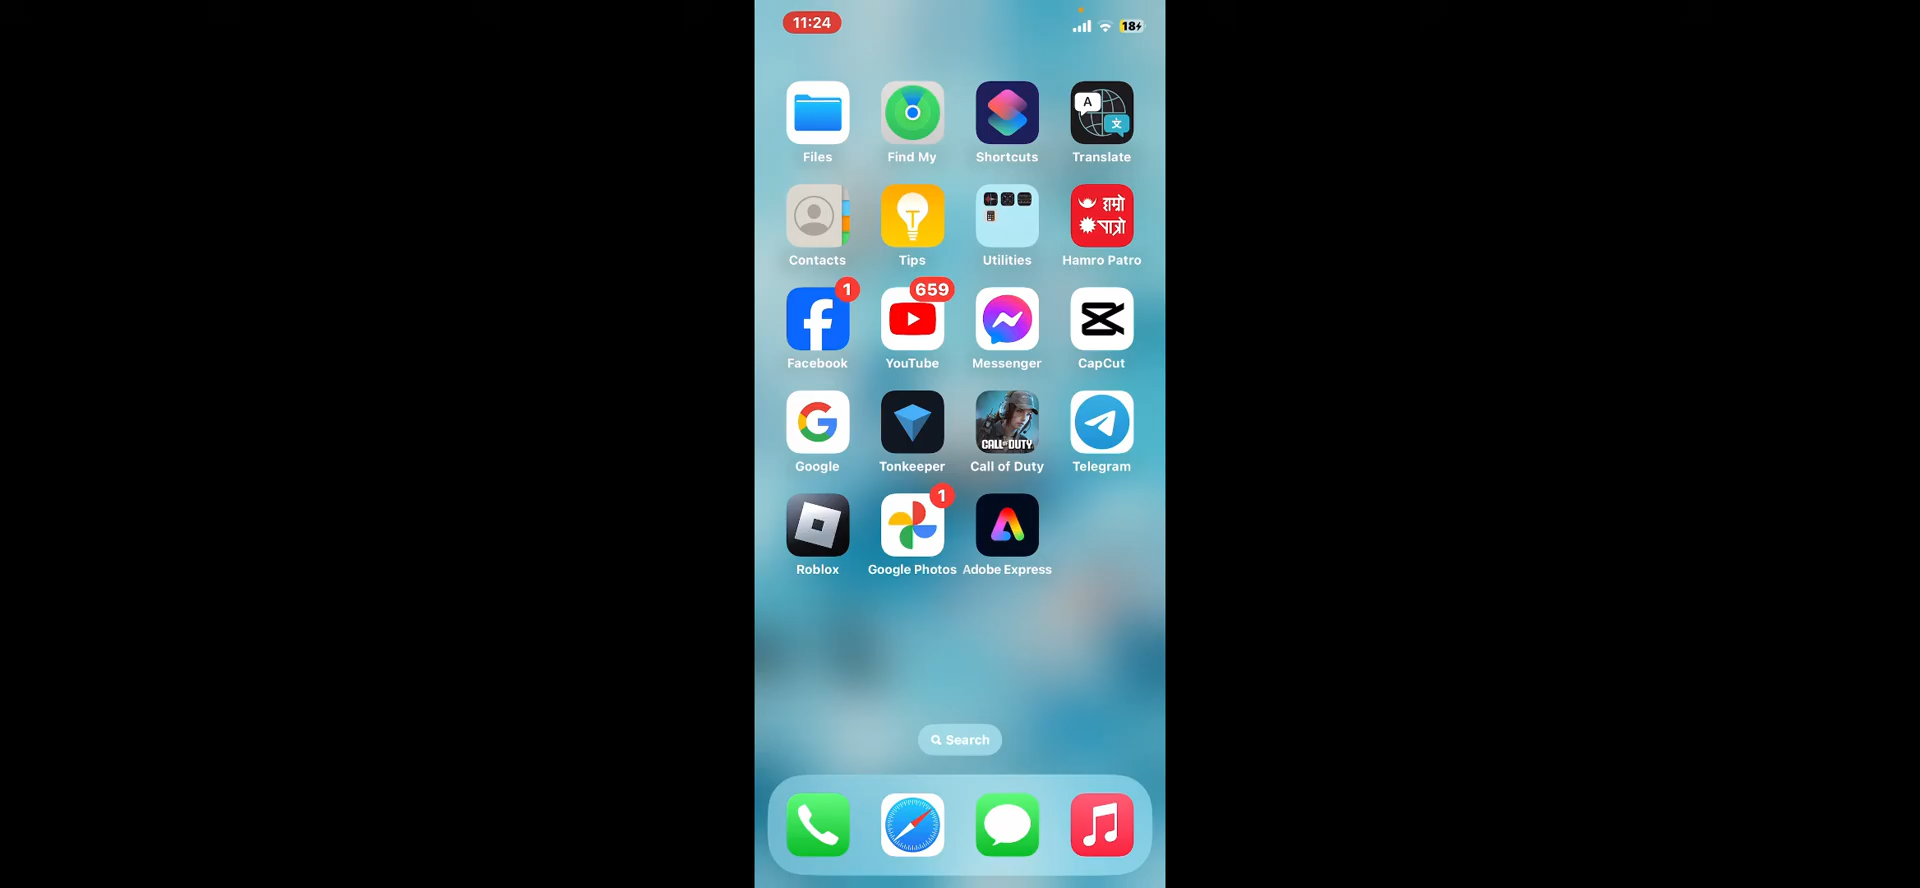 11:24
18
Files
Find My
Shortcuts
A
文
Translate
Contacts
Tips
Utilities
हाम्रो
पात्रो
Hamro Patro
1
Facebook
659
YouTube
Messenger
CapCut
Google
Tonkeeper
CALL OF DUTY
Call of Duty
Telegram
Roblox
1
Google Photos
Adobe Express
Search